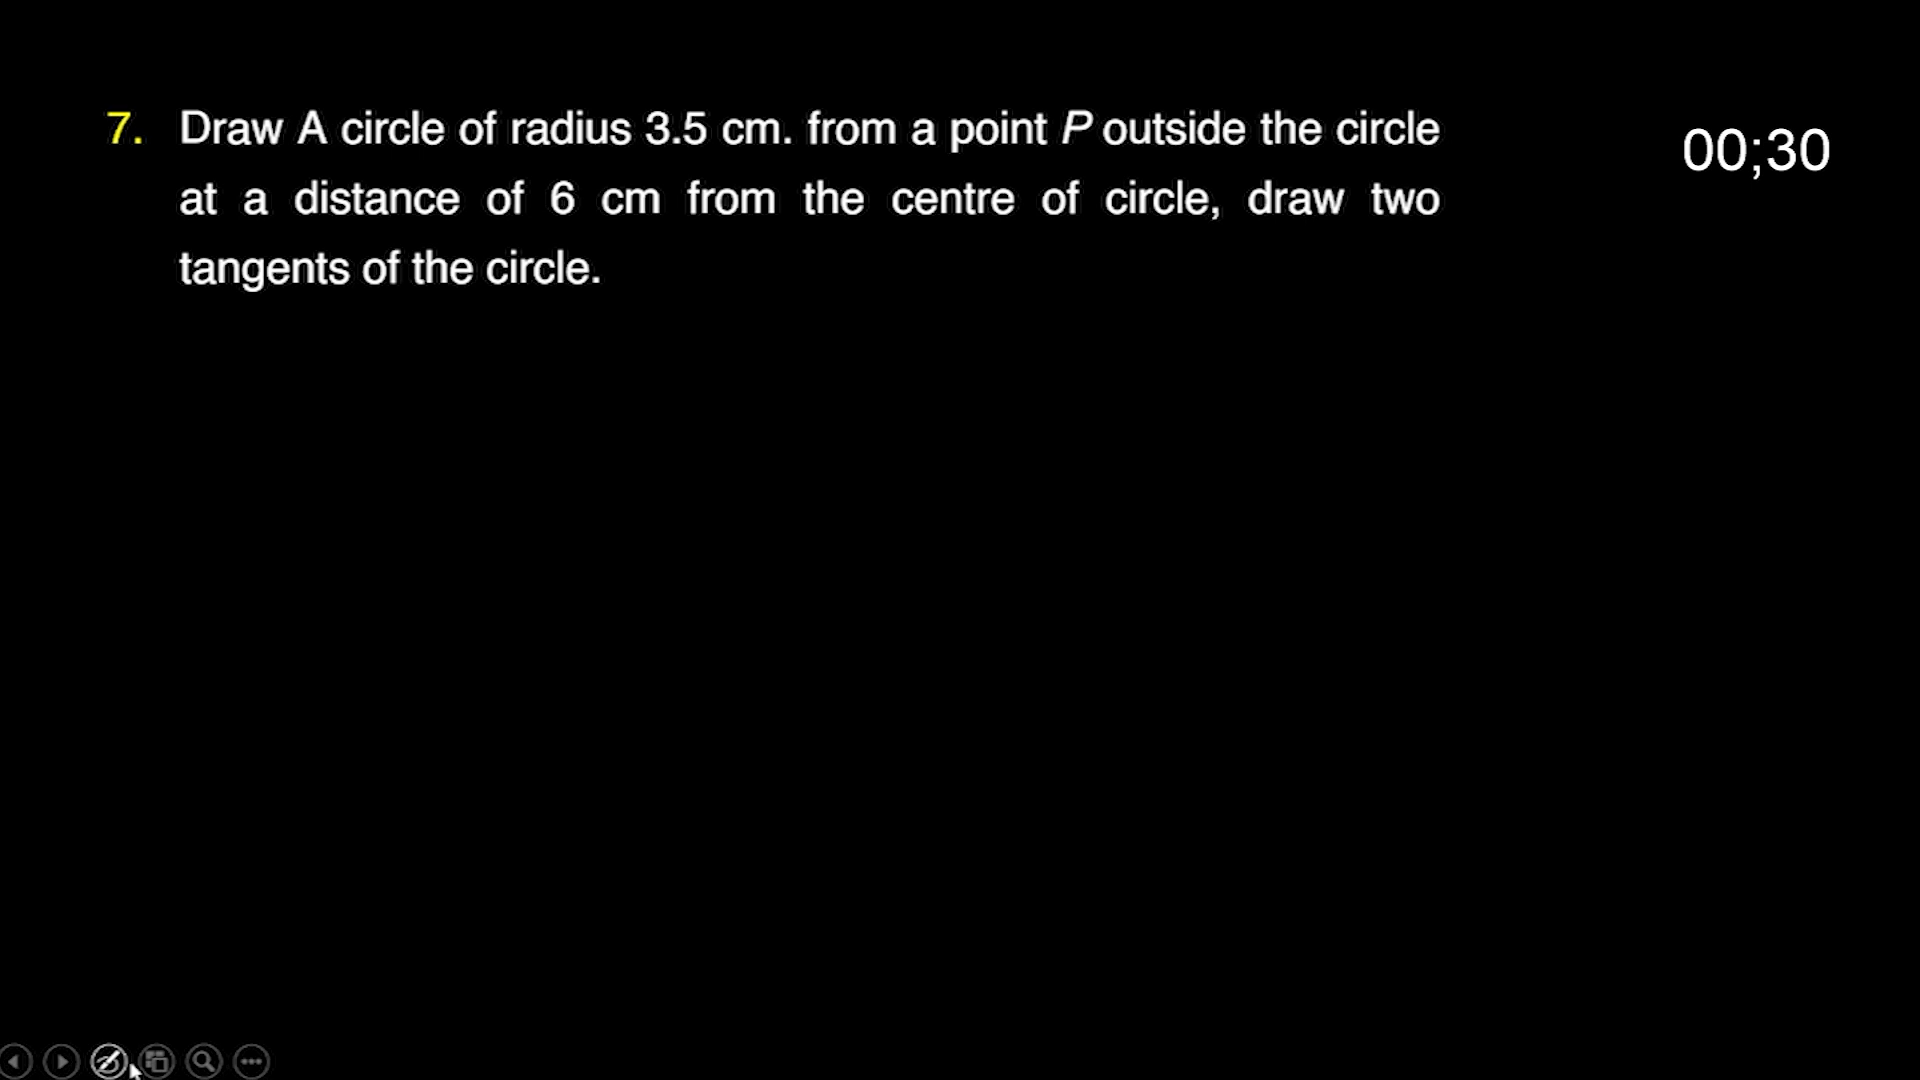 7. Draw A circle of radius 3.5 cm. from a point P outside the circle
at a distance of 6 cm from the centre of circle, draw two
tangents of the circle.
00;30